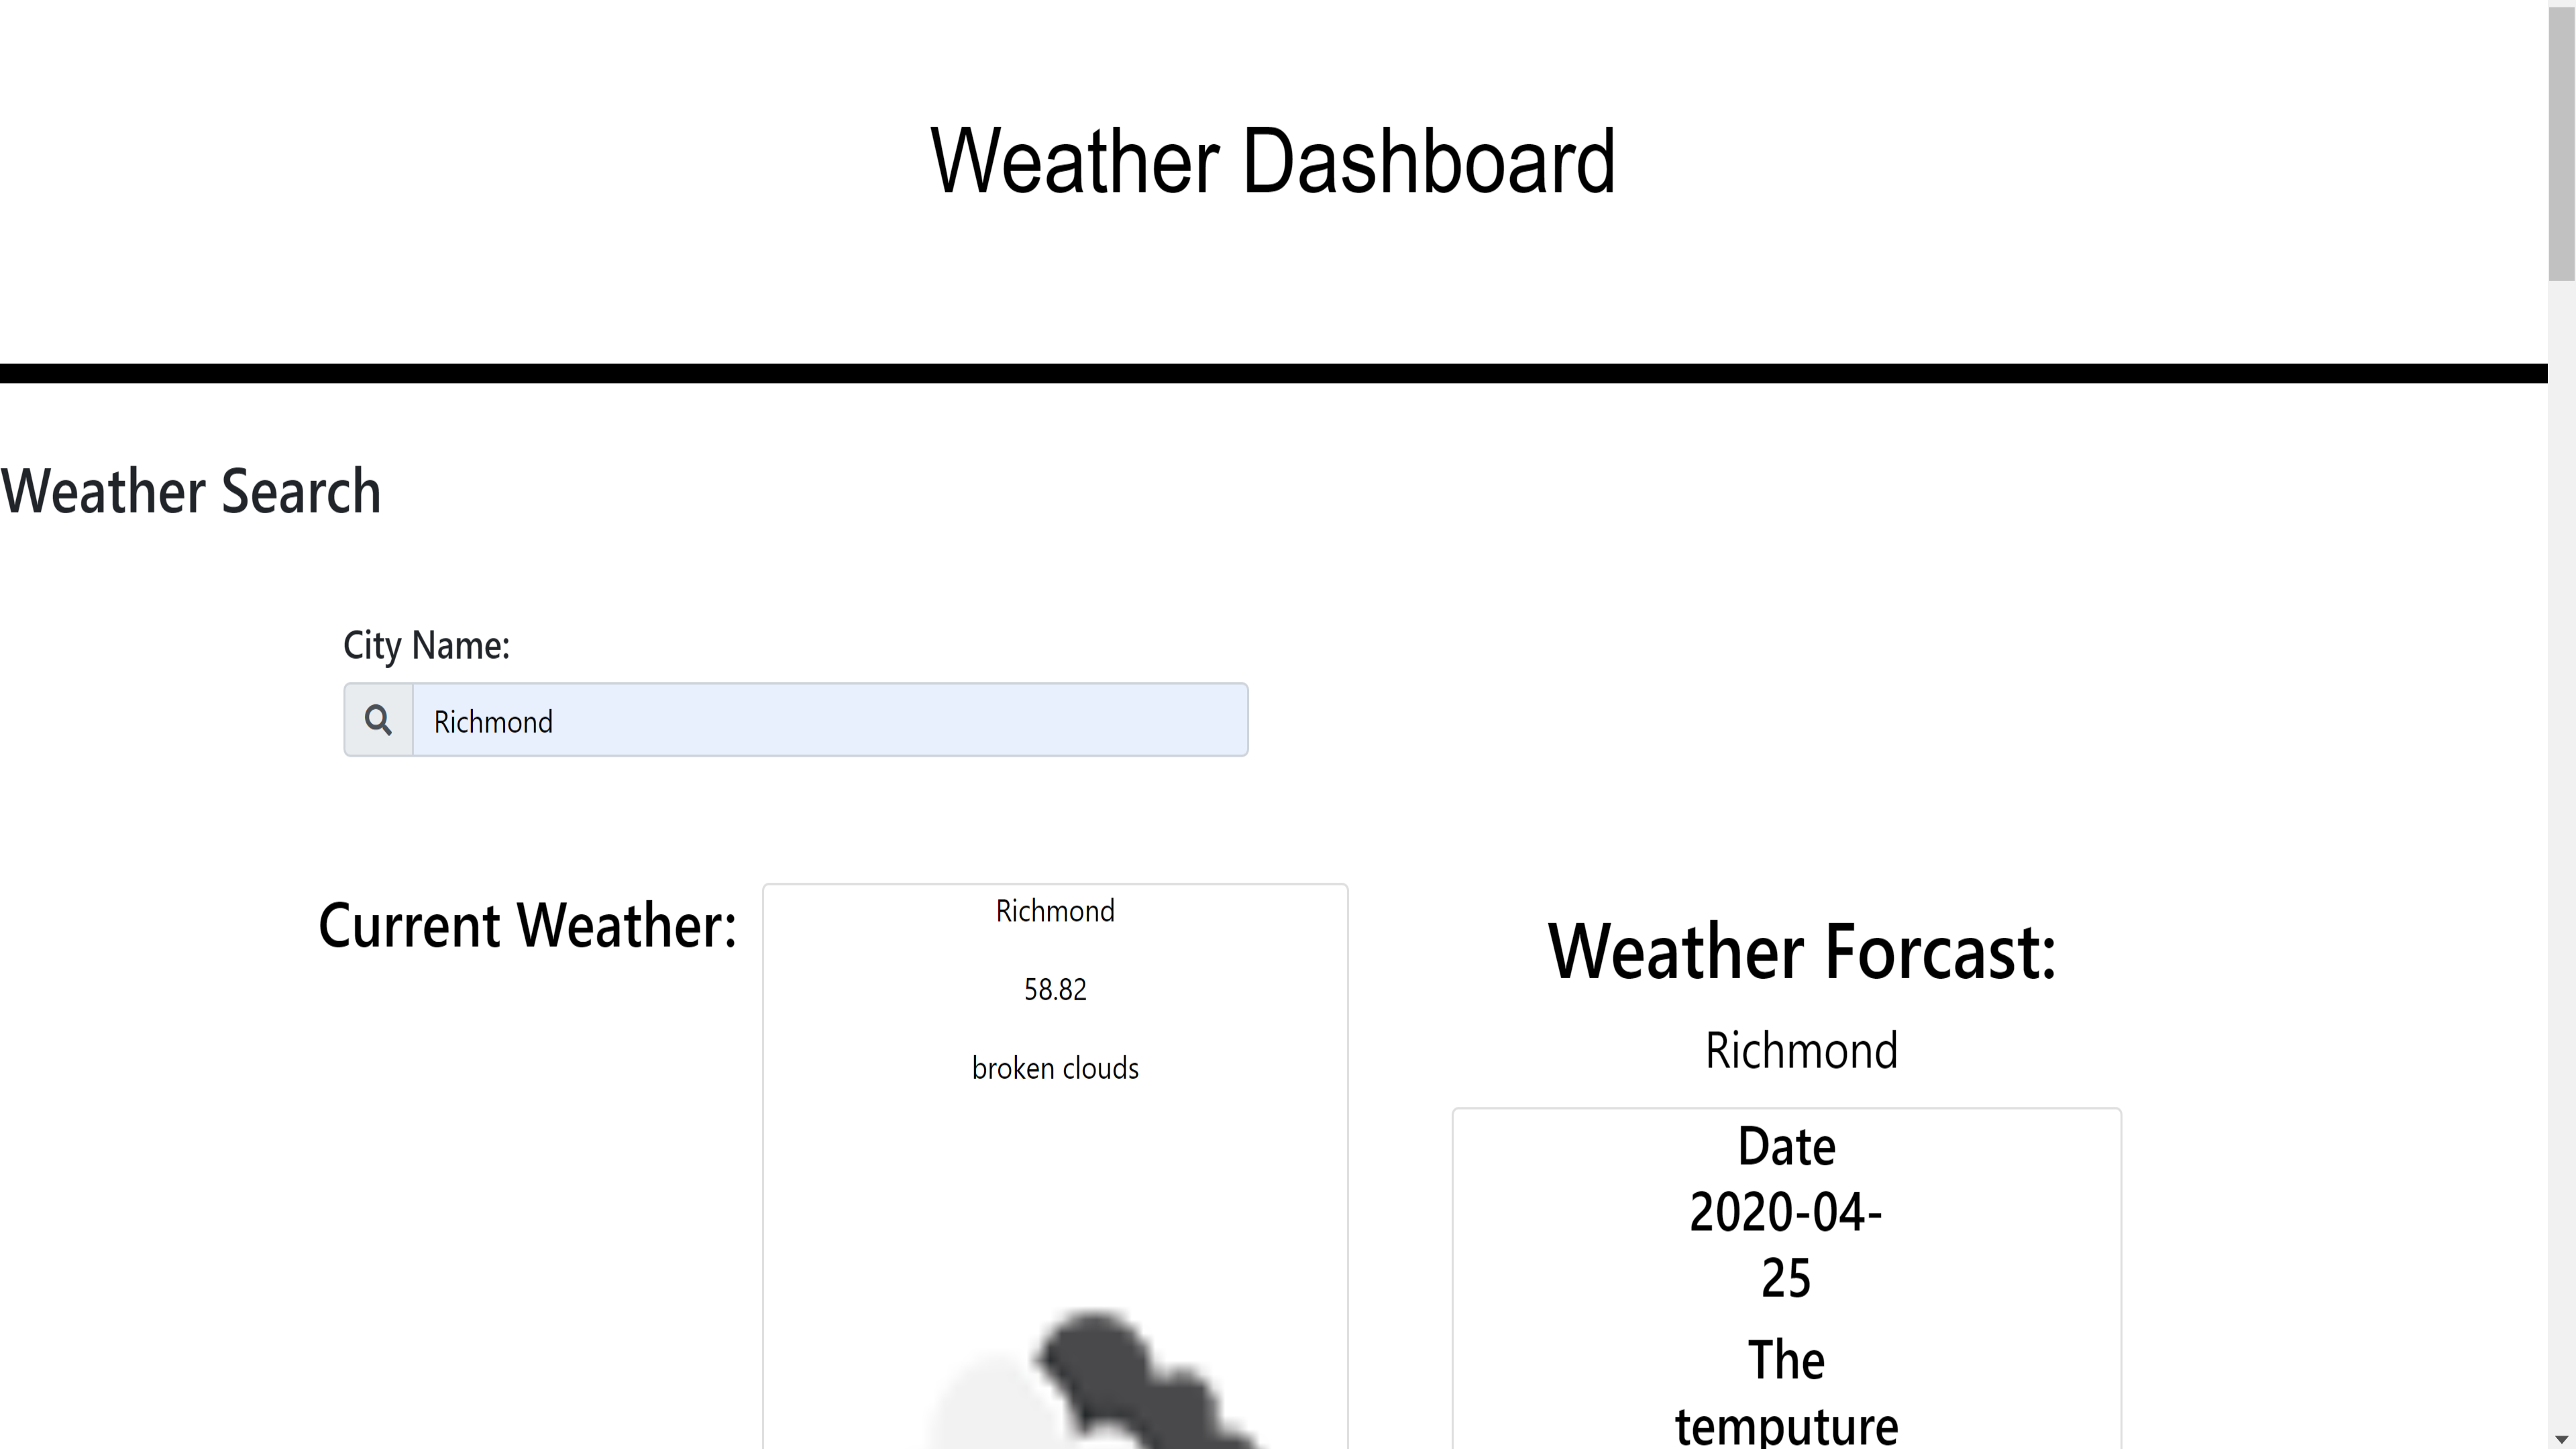 Weather Dashboard
Weather Search
City Name:
Richmond
Current Weather:
Richmond
58.82
broken clouds
Weather Forcast:
Richmond
Date
2020-04-
25
The
temputure